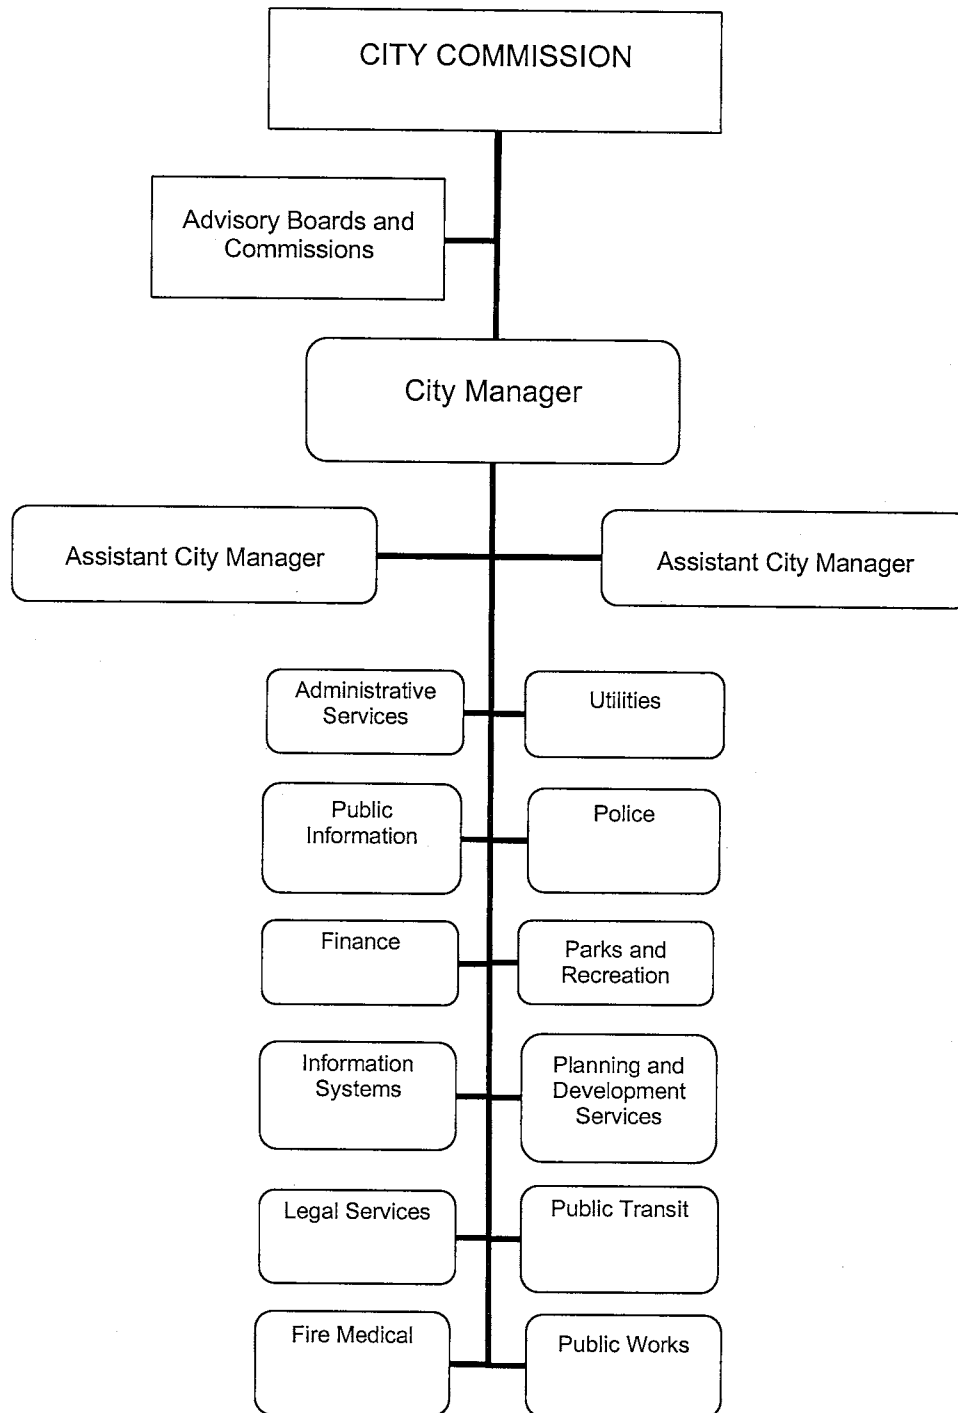 CITY COMMISSION
Advisory Boards and
Commissions
City Manager
Assistant City Manager
Assistant City Manager
Administrative
Services
Utilities
Public
Information
Police
Finance
Parks and
Recreation
Information
Systems
Planning and
Development
Services
Legal Services
Public Transit
Fire Medical
Public Works